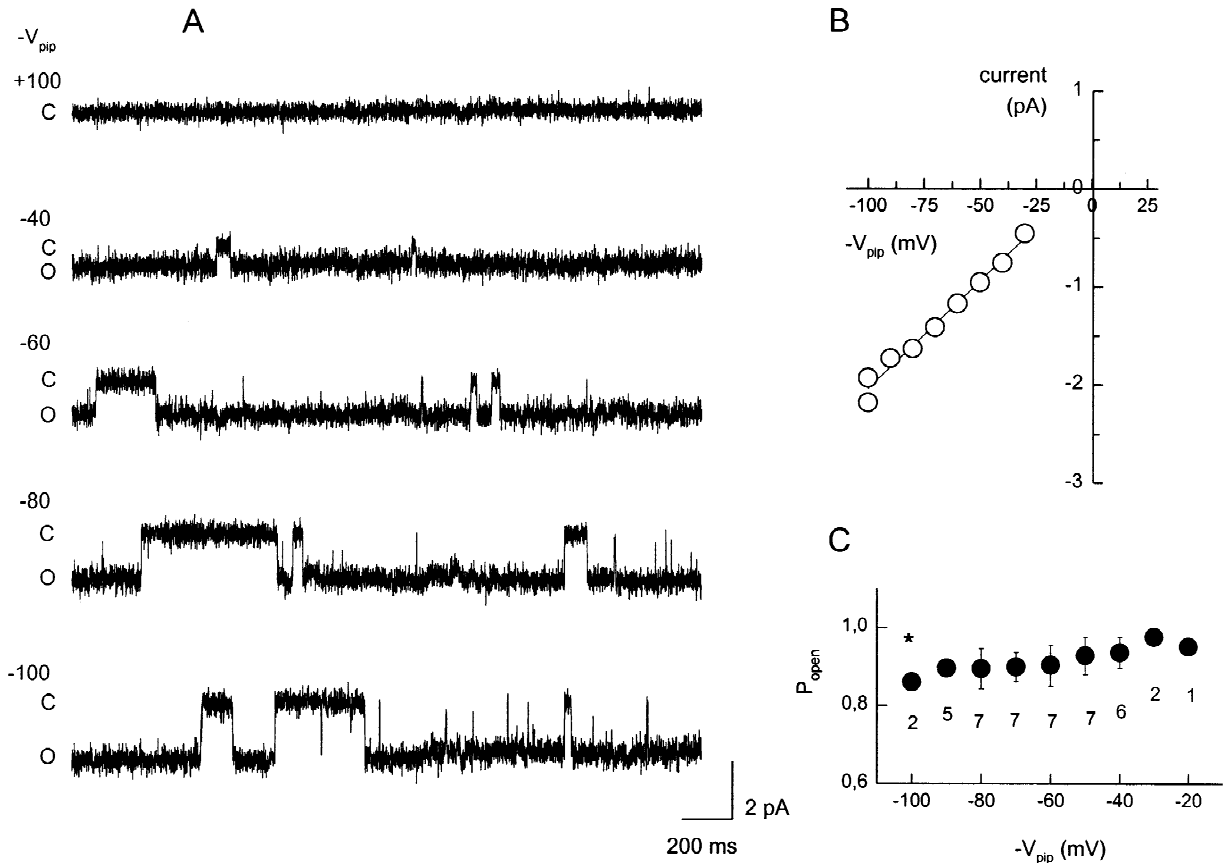 A
-Vpip
+100
C
-40
C
O
-60
C
O
-80
C
O
-100
C
O
2 pA
200 ms
B
current
(pA)
1
0
-100 -75 -50 -25 0 25
-Vpip (mV)
-1
-2
-3
C
Popen
1,0
0,8
0,6
*
2 5 7 7 7 7 6 2 1
-100 -80 -60 -40 -20
-Vpip (mV)